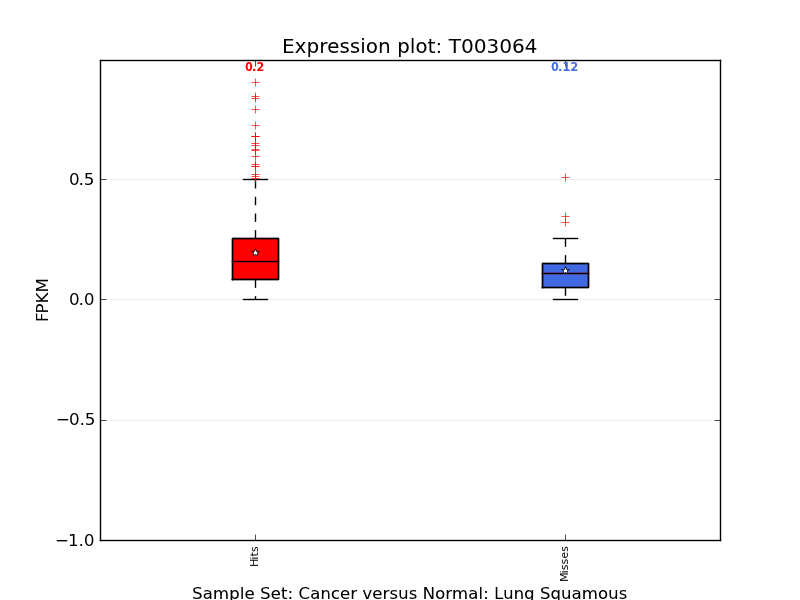 Expression plot: T003064
0.2
0.12
0.5
0.0
−0.5
−1.0
FPKM
Hits
Misses
Sample Set: Cancer versus Normal: Lung Squamous